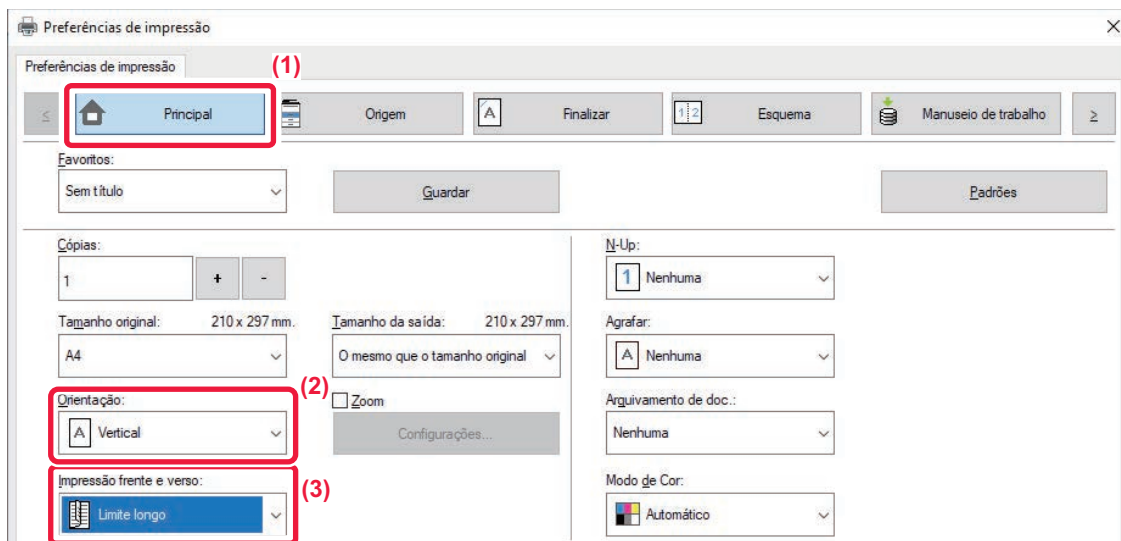 Preferências de impressão
Preferências de impressão
(1)
≤ Principal Origem A Finalizar 1 2 Esquema Manuseio de trabalho ≥
Favoritos:
Sem título Guardar Padrões
Cópias: N-Up:
1 + - 1 Nenhuma
Tamanho original: 210 x 297 mm. Tamanho da saída: 210 x 297 mm. Agrafar:
A4 O mesmo que o tamanho original A Nenhuma
(2)
Orientação: Zoom Arquivamento de doc.:
A Vertical Configurações... Nenhuma
Impressão frente e verso: (3) Modo de Cor:
Limite longo Automático